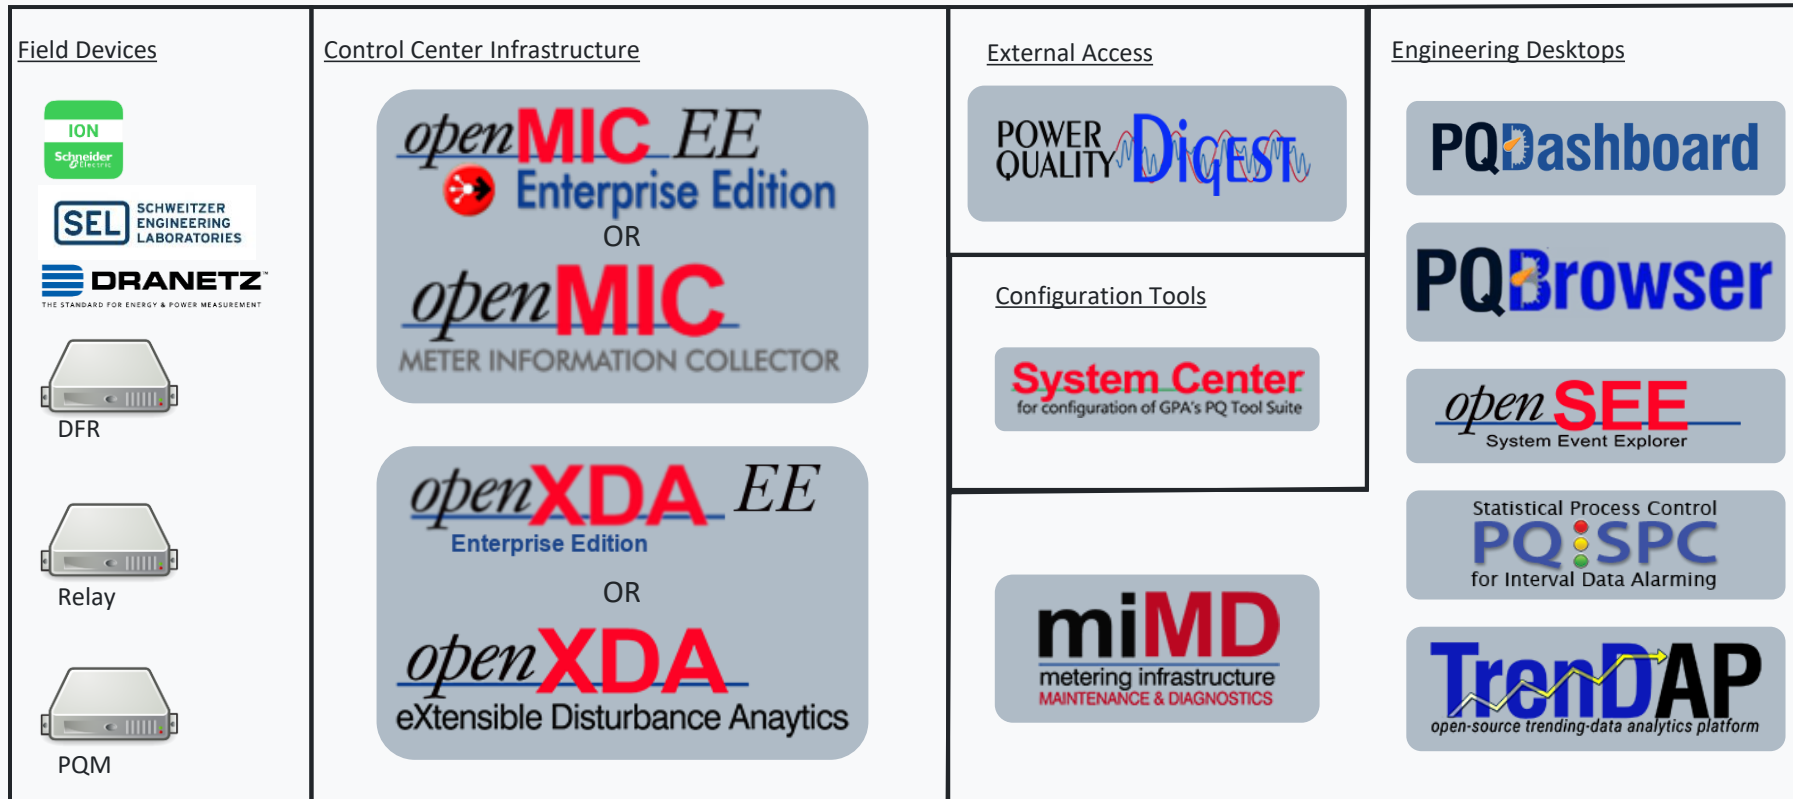 Field Devices
ION
Schneider
Electric
SEL
SCHWEITZER
ENGINEERING
LABORATORIES
DRANETZ™
THE STANDARD FOR ENERGY & POWER MEASUREMENT
DFR
Relay
PQM
Control Center Infrastructure
openMIC EE
Enterprise Edition
OR
openMIC
METER INFORMATION COLLECTOR
openXDA EE
Enterprise Edition
OR
openXDA
eXtensible Disturbance Anaytics
External Access
POWER
QUALITY
DIGEST
Configuration Tools
System Center
for configuration of GPA's PQ Tool Suite
miMD
metering infrastructure
MAINTENANCE & DIAGNOSTICS
Engineering Desktops
PQDashboard
PQBrowser
openSEE
System Event Explorer
Statistical Process Control
PQ SPC
for Interval Data Alarming
TrenDAP
open-source trending-data analytics platform